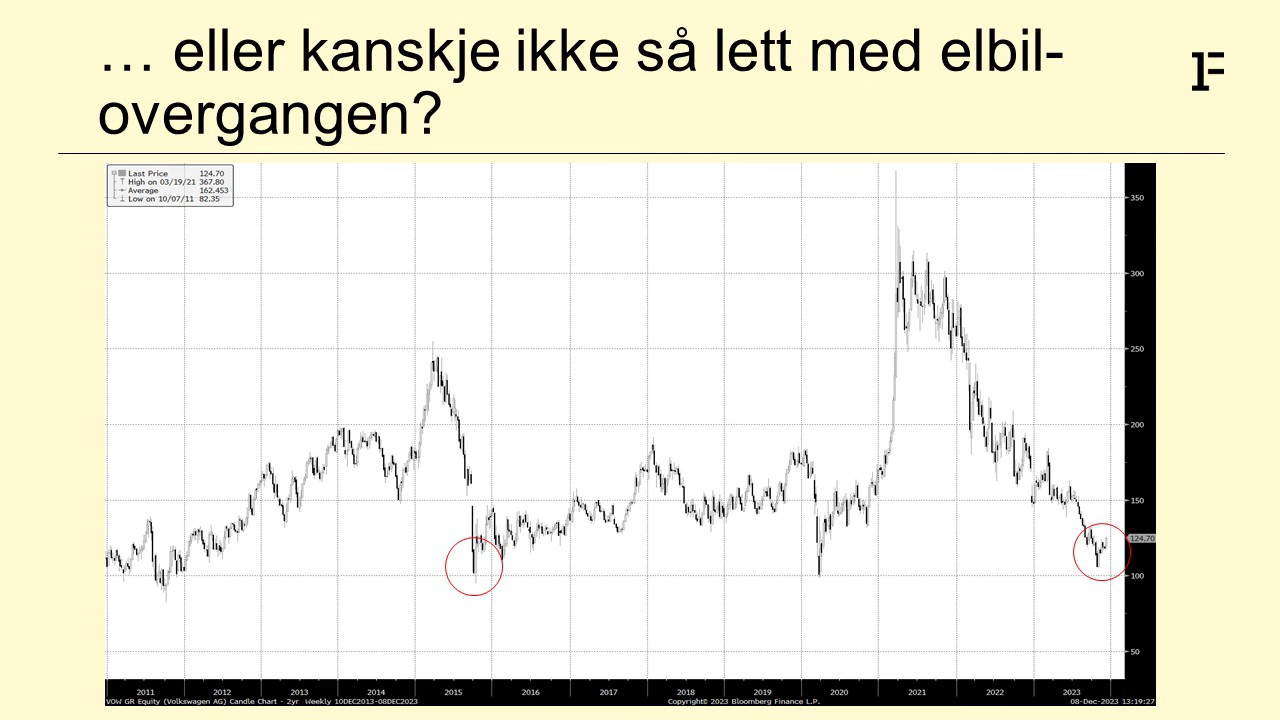 … eller kanskje ikke så lett med elbil-
overgangen?
Last Price 124.70
High on 03/19/21 367.80
Average 162.453
Low on 10/07/11 82.35
350
300
250
200
150
124.70
100
50
2011 2012 2013 2014 2015 2016 2017 2018 2019 2020 2021 2022 2023
VOW GR Equity (Volkswagen AG) Candle Chart - 2yr Weekly 10DEC2013-08DEC2023 Copyright© 2023 Bloomberg Finance L.P. 08-Dec-2023 13:19:27